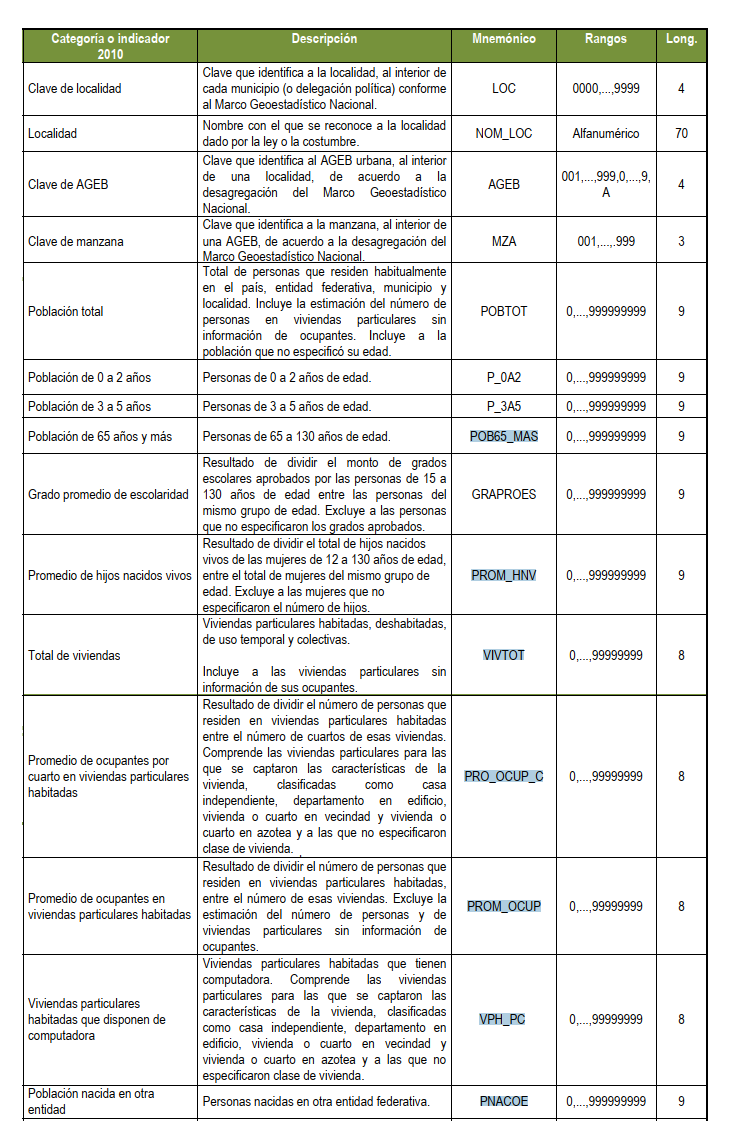 Categoría o indicador
2010
Descripción
Mnemónico
Rangos
Long.
Clave de localidad
Clave que identifica a la localidad, al interior de
cada municipio (o delegación política) conforme
al Marco Geoestadístico Nacional.
LOC
0000,...,9999
4
Localidad
Nombre con el que se reconoce a la localidad
dado por la ley o la costumbre.
NOM_LOC
Alfanumérico
70
Clave de AGEB
Clave que identifica al AGEB urbana, al interior
de una localidad, de acuerdo a la
desagregación del Marco Geoestadístico
Nacional.
AGEB
001,...,999,0,...,9,
A
4
Clave de manzana
Clave que identifica a la manzana, al interior de
una AGEB, de acuerdo a la desagregación del
Marco Geoestadístico Nacional.
MZA
001,...,.999
3
Población total
Total de personas que residen habitualmente
en el país, entidad federativa, municipio y
localidad. Incluye la estimación del número de
personas en viviendas particulares sin
información de ocupantes. Incluye a la
población que no especificó su edad.
POBTOT
0,...,999999999
9
Población de 0 a 2 años
Personas de 0 a 2 años de edad.
P_0A2
0,...,999999999
9
Población de 3 a 5 años
Personas de 3 a 5 años de edad.
P_3A5
0,...,999999999
9
Población de 65 años y más
Personas de 65 a 130 años de edad.
POB65_MAS
0,...,999999999
9
Grado promedio de escolaridad
Resultado de dividir el monto de grados
escolares aprobados por las personas de 15 a
130 años de edad entre las personas del
mismo grupo de edad. Excluye a las personas
que no especificaron los grados aprobados.
GRAPROES
0,...,999999999
9
Promedio de hijos nacidos vivos
Resultado de dividir el total de hijos nacidos
vivos de las mujeres de 12 a 130 años de edad,
entre el total de mujeres del mismo grupo de
edad. Excluye a las mujeres que no
especificaron el número de hijos.
PROM_HNV
0,...,999999999
9
Total de viviendas
Viviendas particulares habitadas, deshabitadas,
de uso temporal y colectivas.
Incluye a las viviendas particulares sin
información de sus ocupantes.
VIVTOT
0,...,99999999
8
Promedio de ocupantes por
cuarto en viviendas particulares
habitadas
Resultado de dividir el número de personas que
residen en viviendas particulares habitadas
entre el número de cuartos de esas viviendas.
Comprende las viviendas particulares para las
que se captaron las características de la
vivienda, clasificadas como casa
independiente, departamento en edificio,
vivienda o cuarto en vecindad y vivienda o
cuarto en azotea y a las que no especificaron
clase de vivienda.
PRO_OCUP_C
0,...,99999999
8
Promedio de ocupantes en
viviendas particulares habitadas
Resultado de dividir el número de personas que
residen en viviendas particulares habitadas,
entre el número de esas viviendas. Excluye la
estimación del número de personas y de
viviendas particulares sin información de
ocupantes.
PROM_OCUP
0,...,99999999
8
Viviendas particulares
habitadas que disponen de
computadora
Viviendas particulares habitadas que tienen
computadora. Comprende las viviendas
particulares para las que se captaron las
características de la vivienda, clasificadas
como casa independiente, departamento en
edificio, vivienda o cuarto en vecindad y
vivienda o cuarto en azotea y a las que no
especificaron clase de vivienda.
VPH_PC
0,...,99999999
8
Población nacida en otra
entidad
Personas nacidas en otra entidad federativa.
PNACOE
0,...,999999999
9